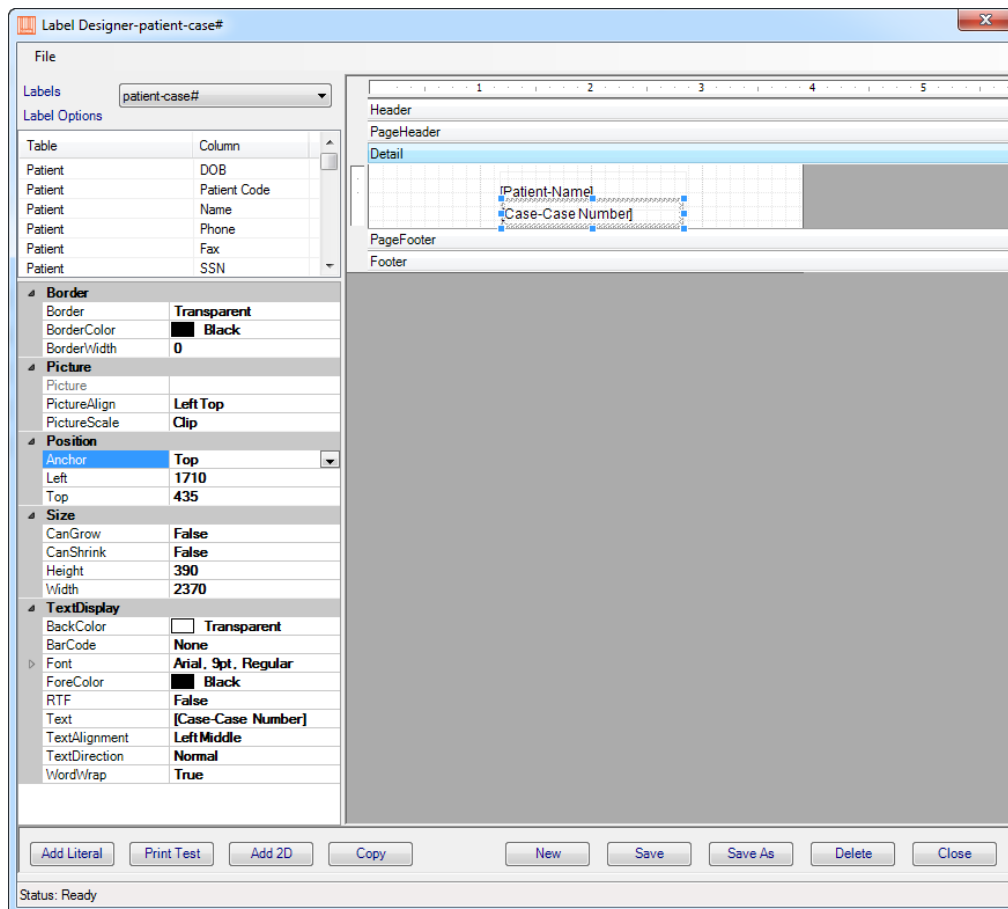 Label Designer-patient-case#
File
Labels patient-case#
Label Options
Table Column
Patient DOB
Patient Patient Code
Patient Name
Patient Phone
Patient Fax
Patient SSN
Border
Border Transparent
BorderColor Black
BorderWidth 0
Picture
Picture
PictureAlign LeftTop
PictureScale Clip
Position
Anchor Top
Left 1710
Top 435
Size
CanGrow False
CanShrink False
Height 390
Width 2370
TextDisplay
BackColor Transparent
BarCode None
Font Arial, 9pt, Regular
ForeColor Black
RTF False
Text [Case-Case Number]
TextAlignment LeftMiddle
TextDirection Normal
WordWrap True
1 2 3 4 5
Header
PageHeader
Detail
[Patient-Name]
[Case-Case Number]
PageFooter
Footer
Add Literal Print Test Add 2D Copy New Save Save As Delete Close
Status: Ready